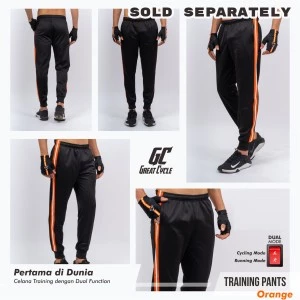 SOLD SEPARATELY
GC
GREAT CYCLE
DUAL
MODE
Cycling Mode
Running Mode
Pertama di Dunia
Celana Training dengan Dual Function
TRAINING PANTS
Orange